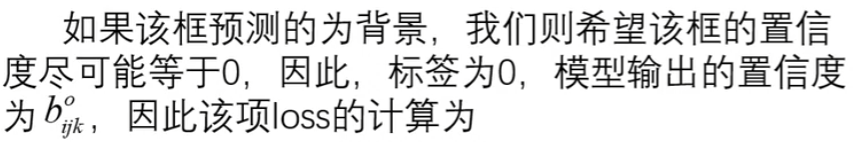 如果该框预测的为背景，我们则希望该框的置信
度尽可能等于0，因此，标签为0，模型输出的置信度
为 $b_{ijk}^{o}$，因此该项loss的计算为